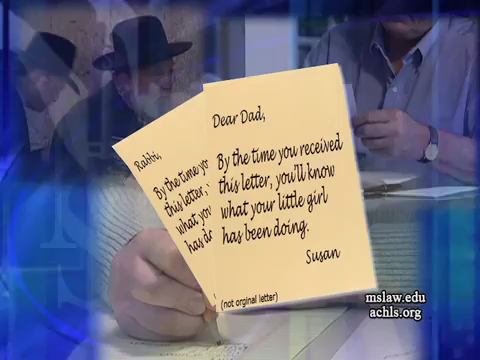 Rabbi,
By the time yo
this letter,
what you
has d
Dear Dad,
By the time you received
this letter, you'll know
what your little girl
has been doing.
Susan
(not orginal letter)
mslaw.edu
achls.org